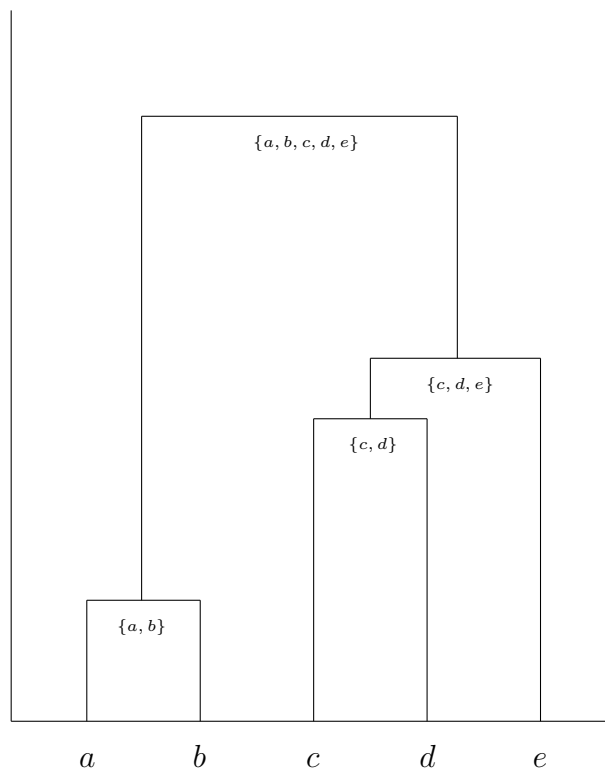 {a, b, c, d, e}
{c, d, e}
{c, d}
{a, b}
a b c d e